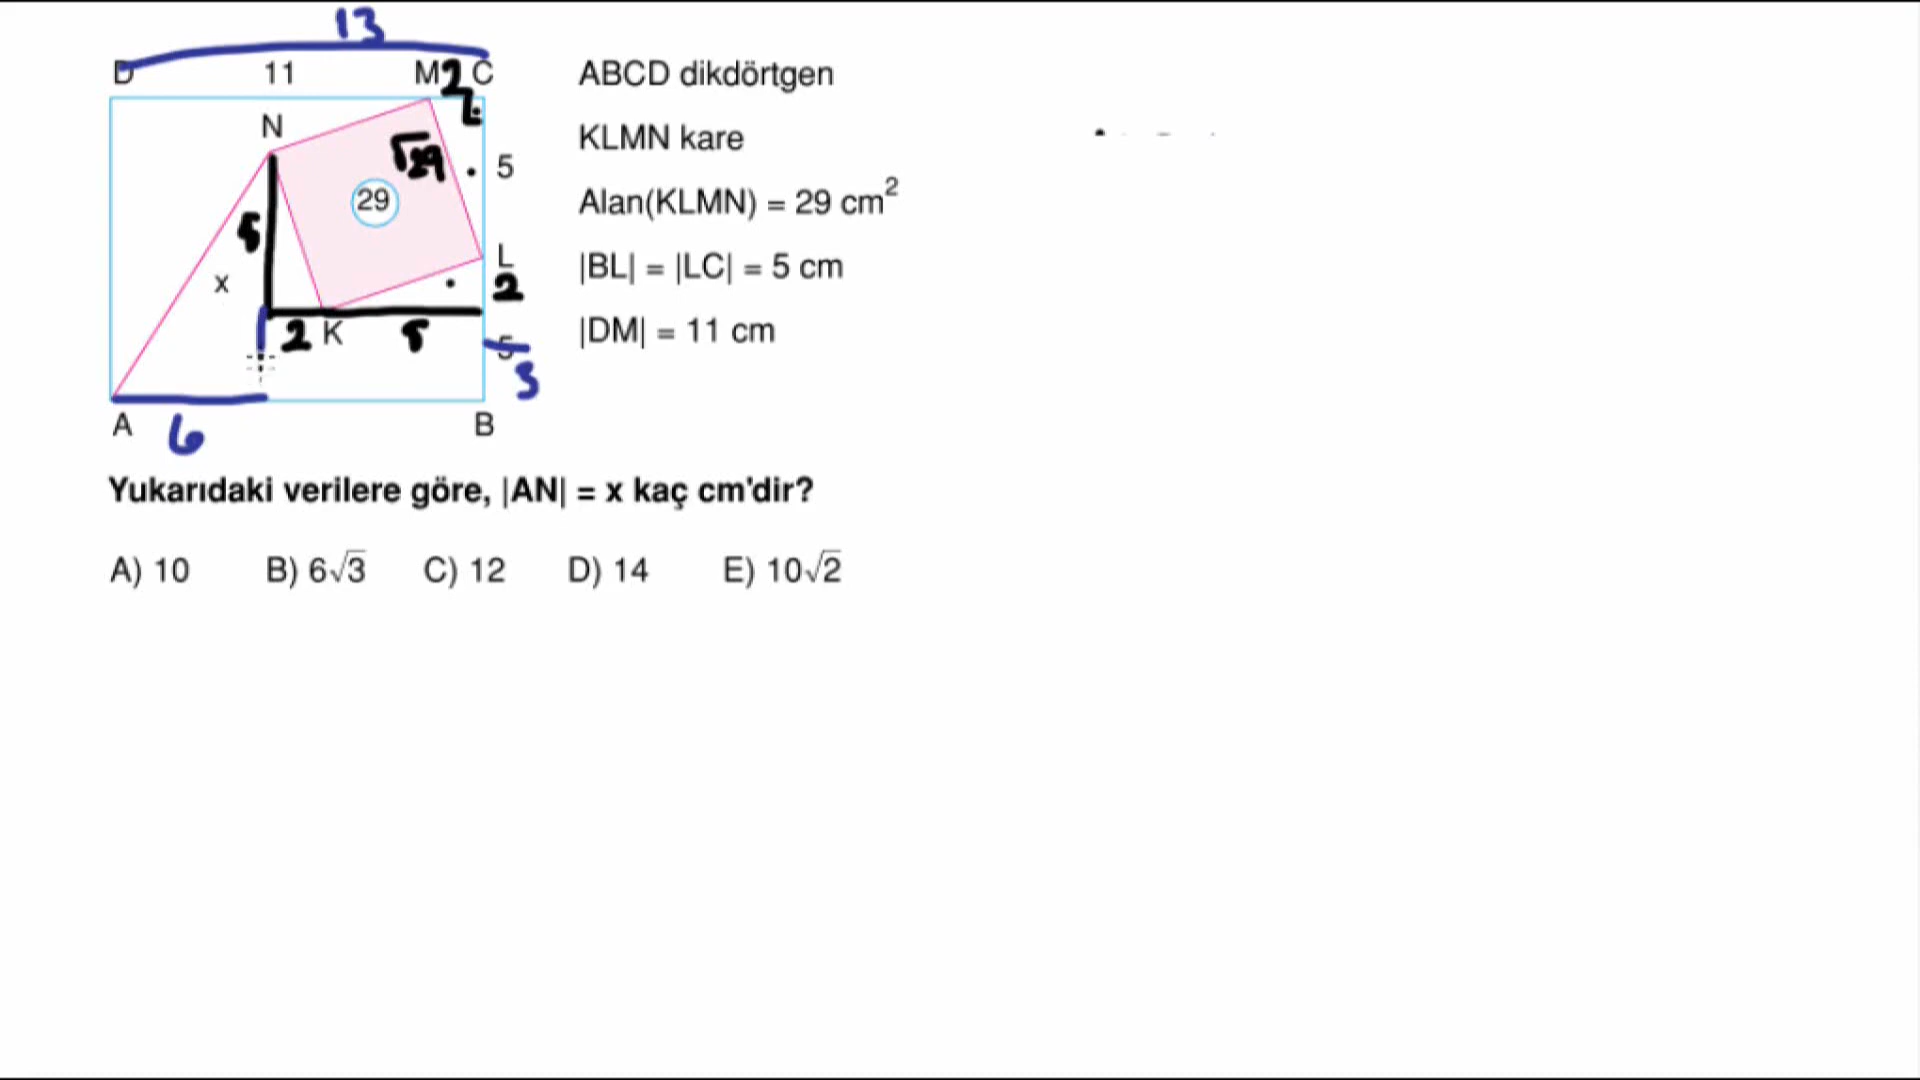 13
D 11 M 2 C
N
√29
5
29
5
x
L
2
2 K 5
5
3
A 6 B
ABCD dikdörtgen
KLMN kare
Alan(KLMN) = 29 cm²
|BL| = |LC| = 5 cm
|DM| = 11 cm
Yukarıdaki verilere göre, |AN| = x kaç cm'dir?
A) 10 B) 6√3 C) 12 D) 14 E) 10√2